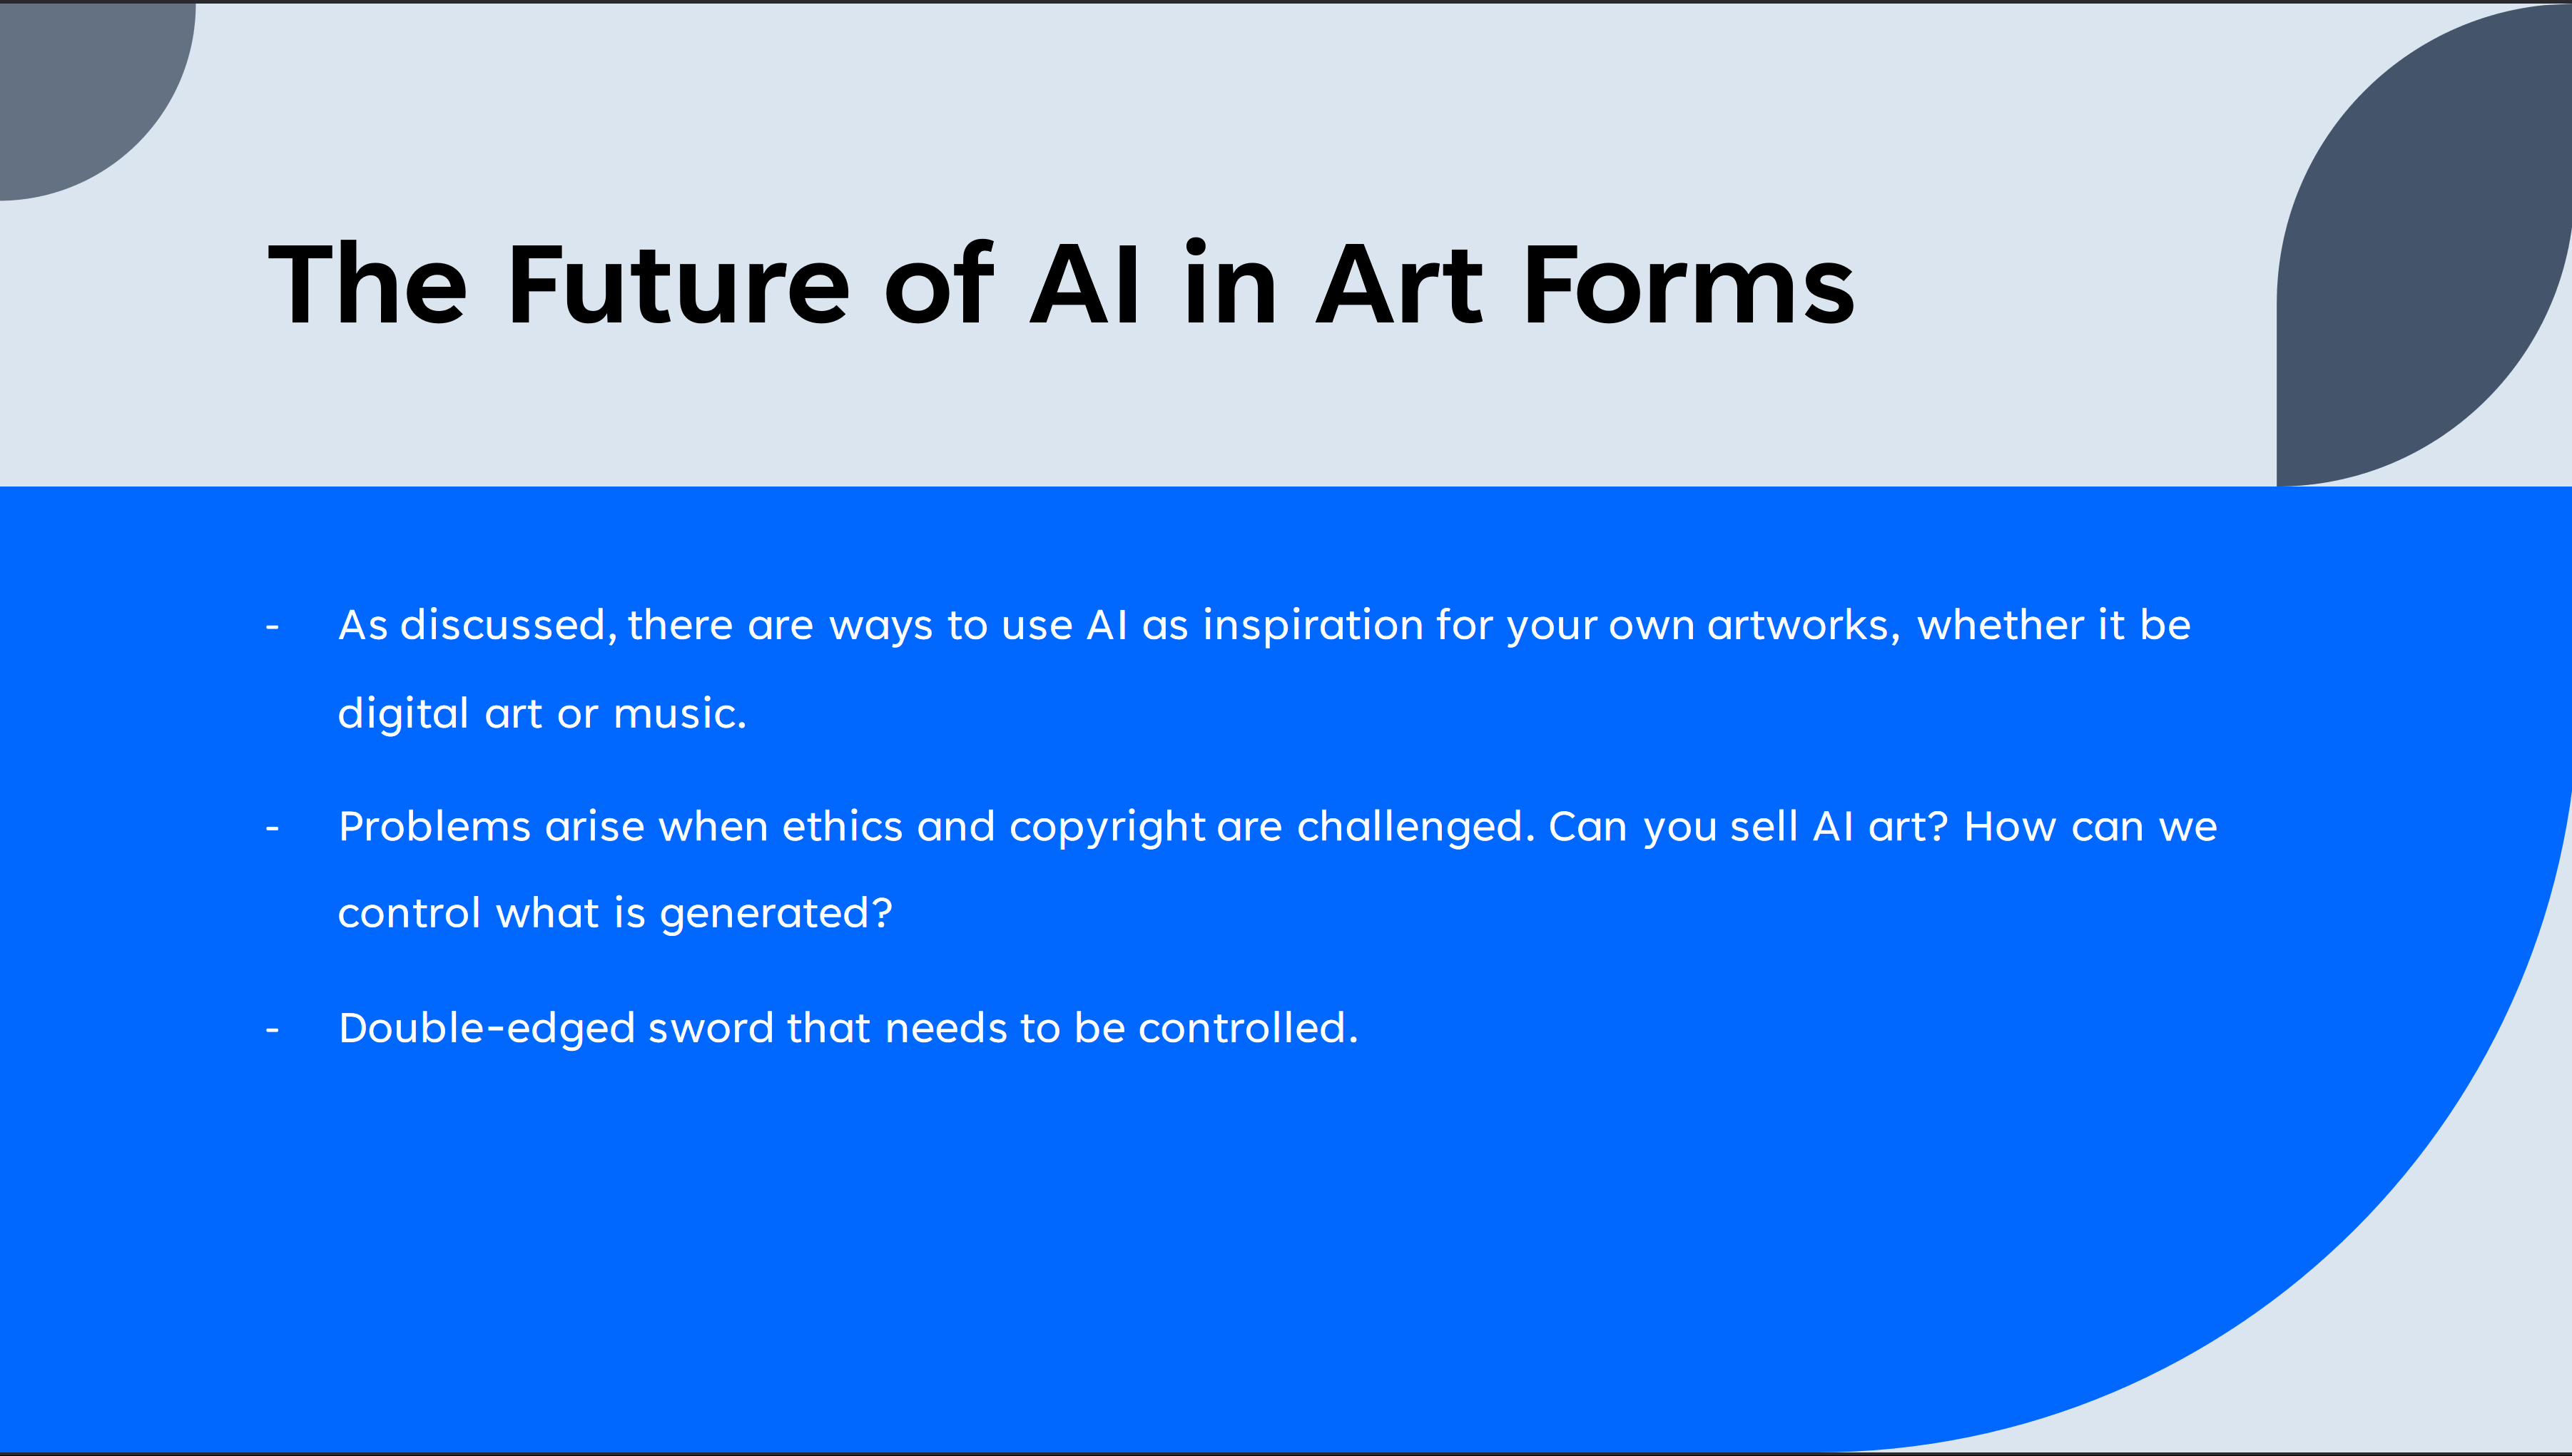 The Future of AI in Art Forms
- As discussed, there are ways to use AI as inspiration for your own artworks, whether it be
digital art or music.
- Problems arise when ethics and copyright are challenged. Can you sell AI art? How can we
control what is generated?
- Double-edged sword that needs to be controlled.